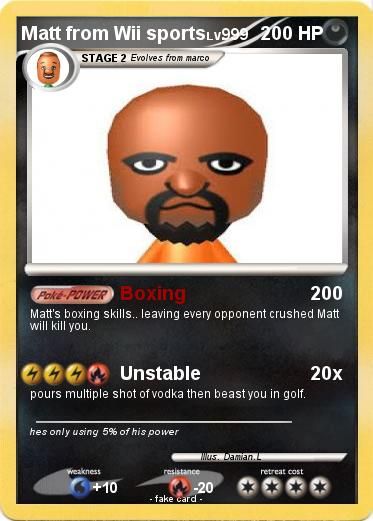 Matt from Wii sports Lv999 200 HP
STAGE 2 Evolves from marco
Poké-POWER Boxing 200
Matt's boxing skills.. leaving every opponent crushed Matt
will kill you.
Unstable 20x
pours multiple shot of vodka then beast you in golf.
hes only using 5% of his power
Illus. Damian.L
weakness resistance retreat cost
+10 -20
- fake card -